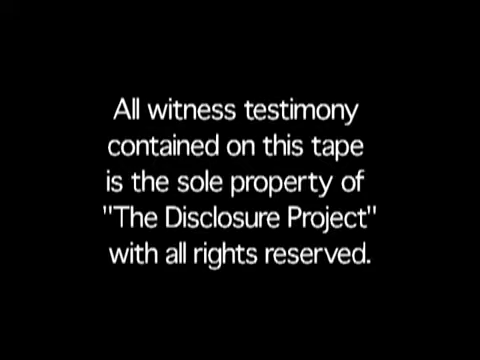 All witness testimony
contained on this tape
is the sole property of
"The Disclosure Project"
with all rights reserved.